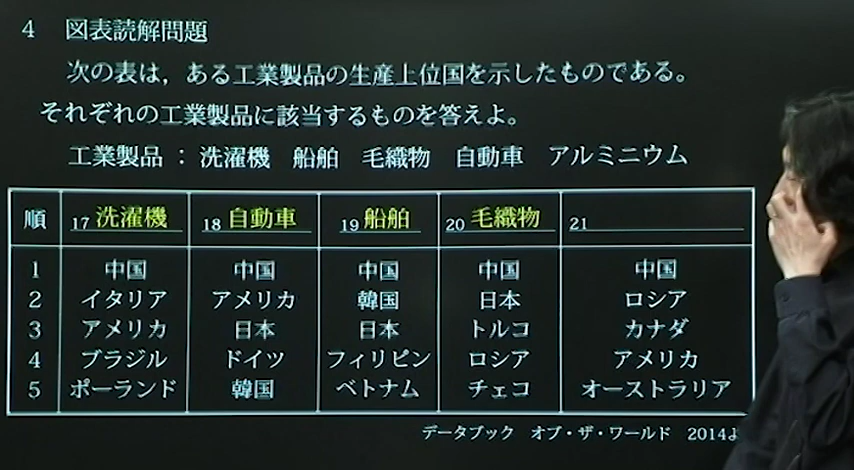 4 図表読解問題
次の表は，ある工業製品の生産上位国を示したものである。
それぞれの工業製品に該当するものを答えよ。
工業製品：洗濯機 船舶 毛織物 自動車 アルミニウム
順 17 洗濯機 18 自動車 19 船舶 20 毛織物 21
1 中国 中国 中国 中国 中国
2 イタリア アメリカ 韓国 日本 ロシア
3 アメリカ 日本 日本 トルコ カナダ
4 ブラジル ドイツ フィリピン ロシア アメリカ
5 ポーランド 韓国 ベトナム チェコ オーストラリア
データブック オブ・ザ・ワールド 2014よ